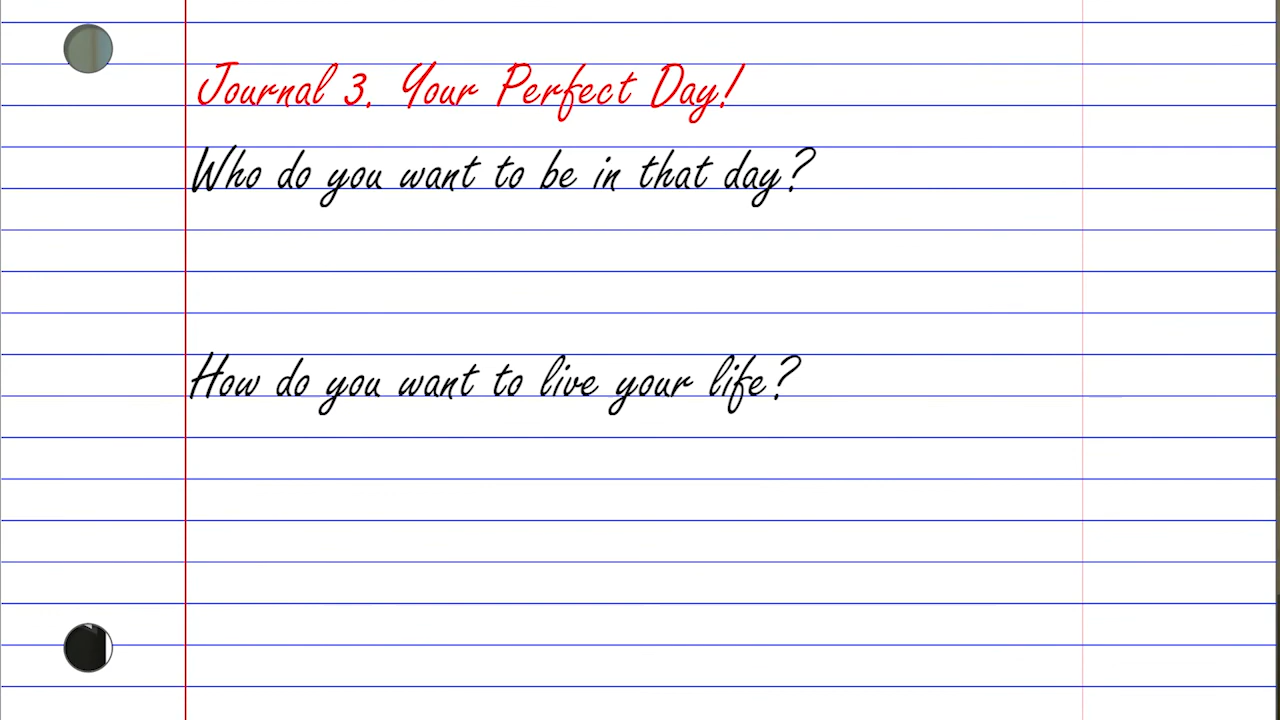 Journal 3. Your Perfect Day!
Who do you want to be in that day?
How do you want to live your life?